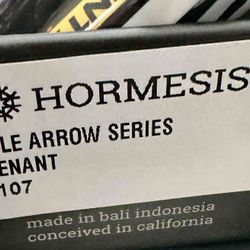 HORMESIS
LE ARROW SERIES
ENANT
107
made in bali indonesia
conceived in california